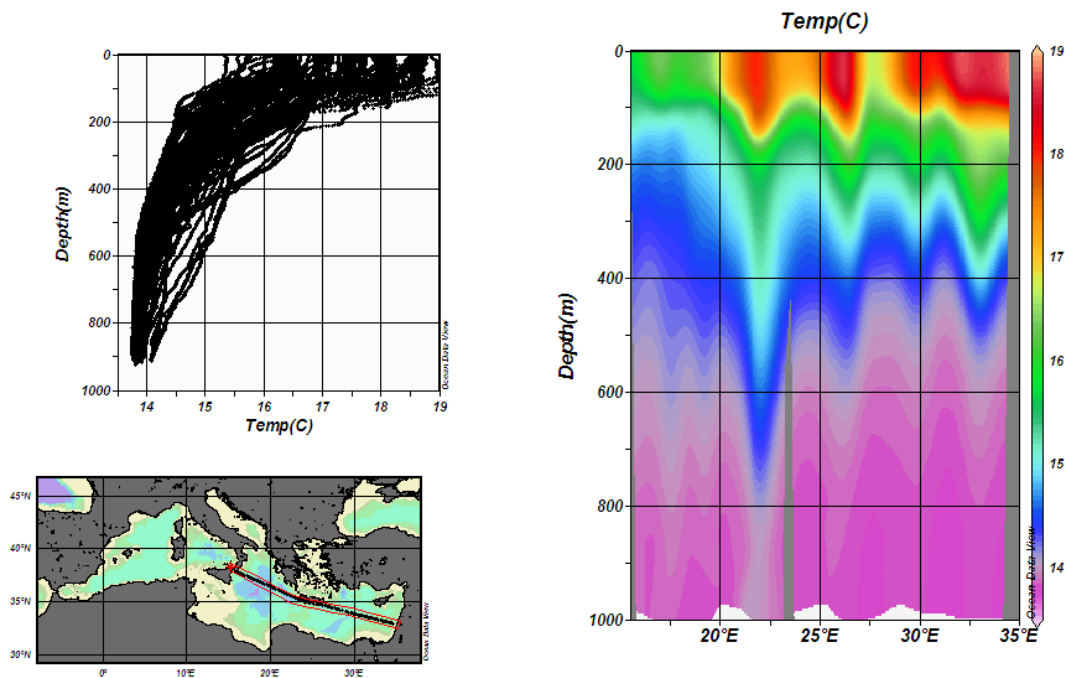 Temp(C)
0
200
400
600
800
1000
Depth(m)
14
15
16
17
18
19
Temp(C)
Ocean Data View
45°N
40°N
35°N
30°N
0°
10°E
20°E
30°E
Ocean Data View
0
200
400
600
800
1000
Depth(m)
20°E
25°E
30°E
35°E
Ocean Data View
19
18
17
16
15
14